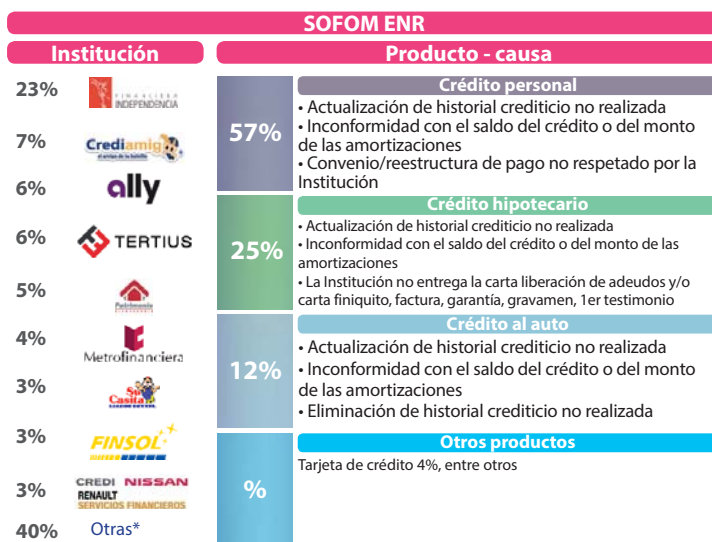 SOFOM ENR
Institución
Producto - causa
23%
FINANCIERA
INDEPENDENCIA
7%
Crediamigo
el amigo de tu bolsillo
6%
ally
6%
TERTIUS
5%
Patrimonio
4%
Metrofinanciera
3%
Su
Casita
3%
FINSOL
3%
CREDI NISSAN
RENAULT
SERVICIOS FINANCIEROS
40%
Otras*
57%
Crédito personal
• Actualización de historial crediticio no realizada
• Inconformidad con el saldo del crédito o del monto
de las amortizaciones
• Convenio/reestructura de pago no respetado por la
Institución
25%
Crédito hipotecario
• Actualización de historial crediticio no realizada
• Inconformidad con el saldo del crédito o del monto de las
amortizaciones
• La Institución no entrega la carta liberación de adeudos y/o
carta finiquito, factura, garantía, gravamen, 1er testimonio
12%
Crédito al auto
• Actualización de historial crediticio no realizada
• Inconformidad con el saldo del crédito o del monto
de las amortizaciones
• Eliminación de historial crediticio no realizada
%
Otros productos
Tarjeta de crédito 4%, entre otros